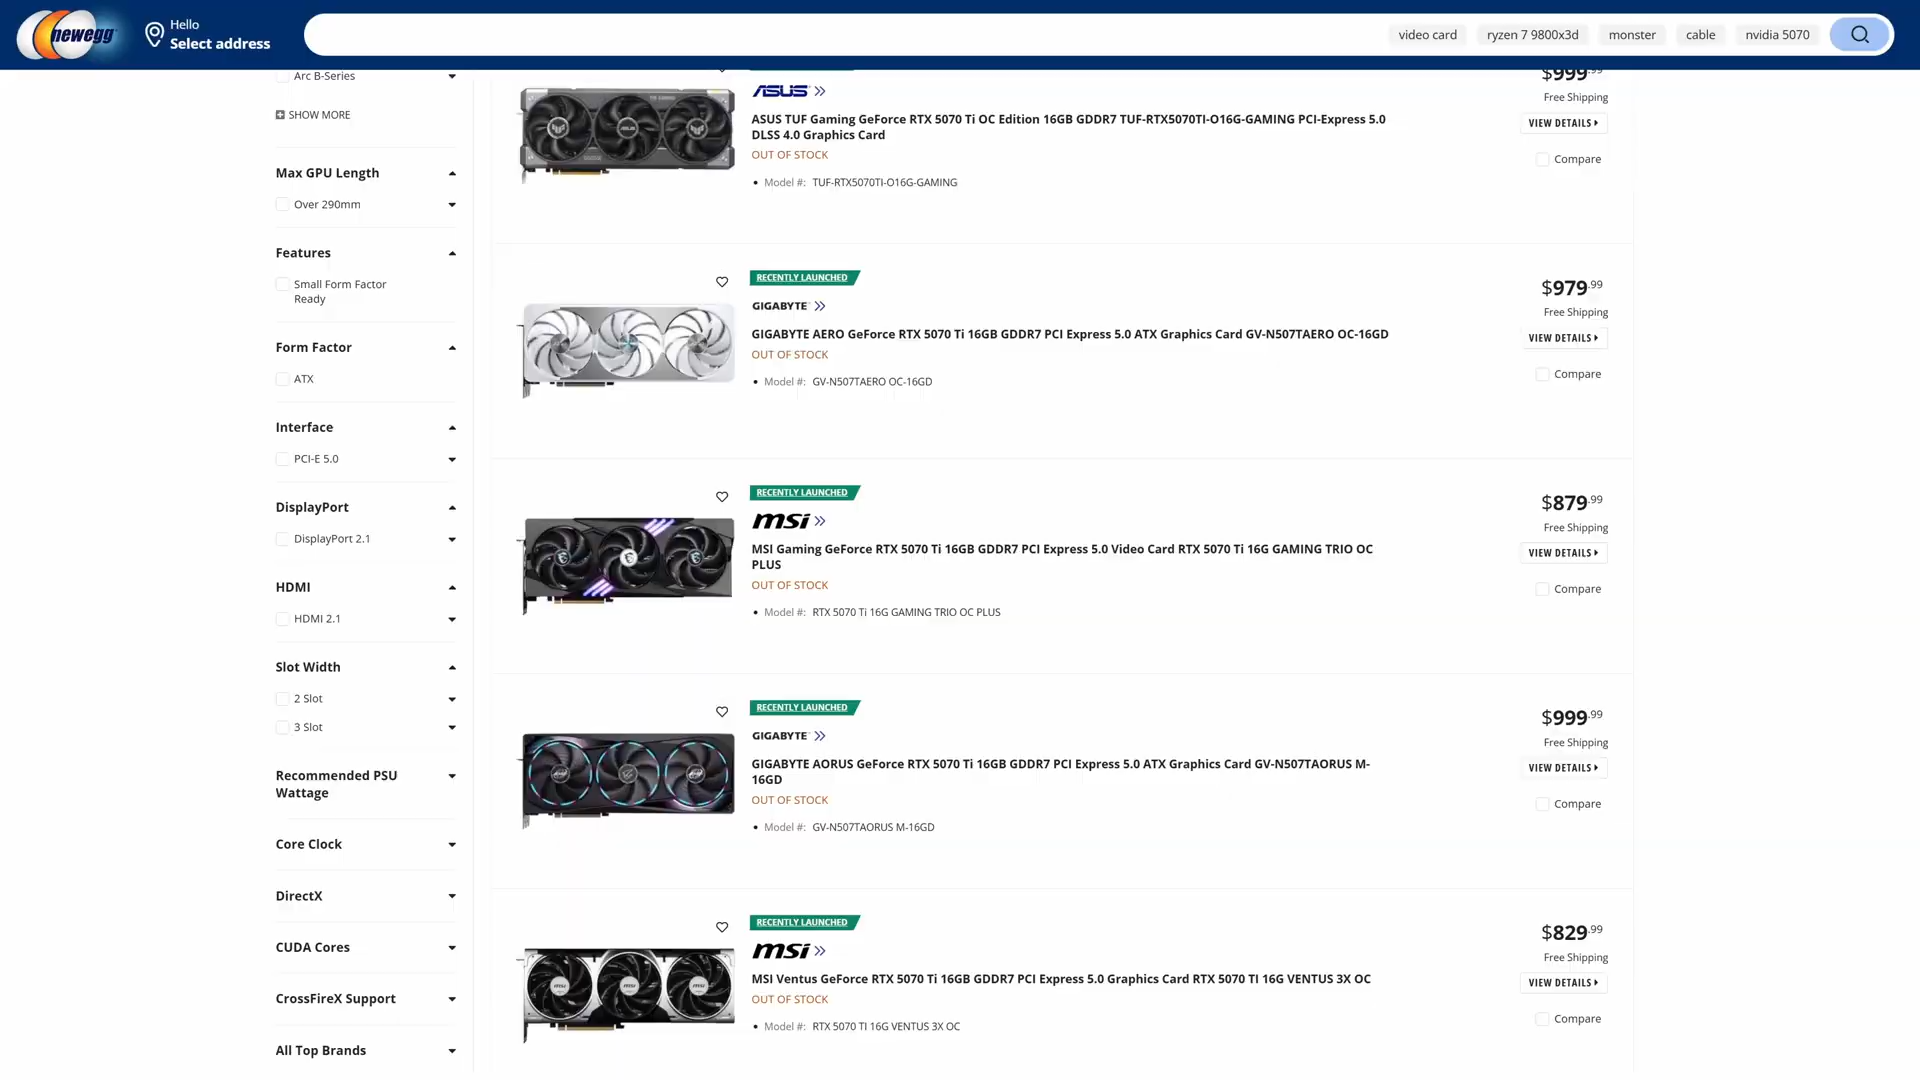 newegg
Hello
Select address
video card
ryzen 7 9800x3d
monster
cable
nvidia 5070
Arc B-Series
SHOW MORE
Max GPU Length
Over 290mm
Features
Small Form Factor
Ready
Form Factor
ATX
Interface
PCI-E 5.0
DisplayPort
DisplayPort 2.1
HDMI
HDMI 2.1
Slot Width
2 Slot
3 Slot
Recommended PSU
Wattage
Core Clock
DirectX
CUDA Cores
CrossFireX Support
All Top Brands
ASUS
ASUS TUF Gaming GeForce RTX 5070 Ti OC Edition 16GB GDDR7 TUF-RTX5070TI-O16G-GAMING PCI-Express 5.0
DLSS 4.0 Graphics Card
OUT OF STOCK
Model #: TUF-RTX5070TI-O16G-GAMING
$999.99
Free Shipping
VIEW DETAILS
Compare
RECENTLY LAUNCHED
GIGABYTE
GIGABYTE AERO GeForce RTX 5070 Ti 16GB GDDR7 PCI Express 5.0 ATX Graphics Card GV-N507TAERO OC-16GD
OUT OF STOCK
Model #: GV-N507TAERO OC-16GD
$979.99
Free Shipping
VIEW DETAILS
Compare
RECENTLY LAUNCHED
msi
MSI Gaming GeForce RTX 5070 Ti 16GB GDDR7 PCI Express 5.0 Video Card RTX 5070 Ti 16G GAMING TRIO OC
PLUS
OUT OF STOCK
Model #: RTX 5070 Ti 16G GAMING TRIO OC PLUS
$879.99
Free Shipping
VIEW DETAILS
Compare
RECENTLY LAUNCHED
GIGABYTE
GIGABYTE AORUS GeForce RTX 5070 Ti 16GB GDDR7 PCI Express 5.0 ATX Graphics Card GV-N507TAORUS M-
16GD
OUT OF STOCK
Model #: GV-N507TAORUS M-16GD
$999.99
Free Shipping
VIEW DETAILS
Compare
RECENTLY LAUNCHED
msi
MSI Ventus GeForce RTX 5070 Ti 16GB GDDR7 PCI Express 5.0 Graphics Card RTX 5070 TI 16G VENTUS 3X OC
OUT OF STOCK
Model #: RTX 5070 TI 16G VENTUS 3X OC
$829.99
Free Shipping
VIEW DETAILS
Compare